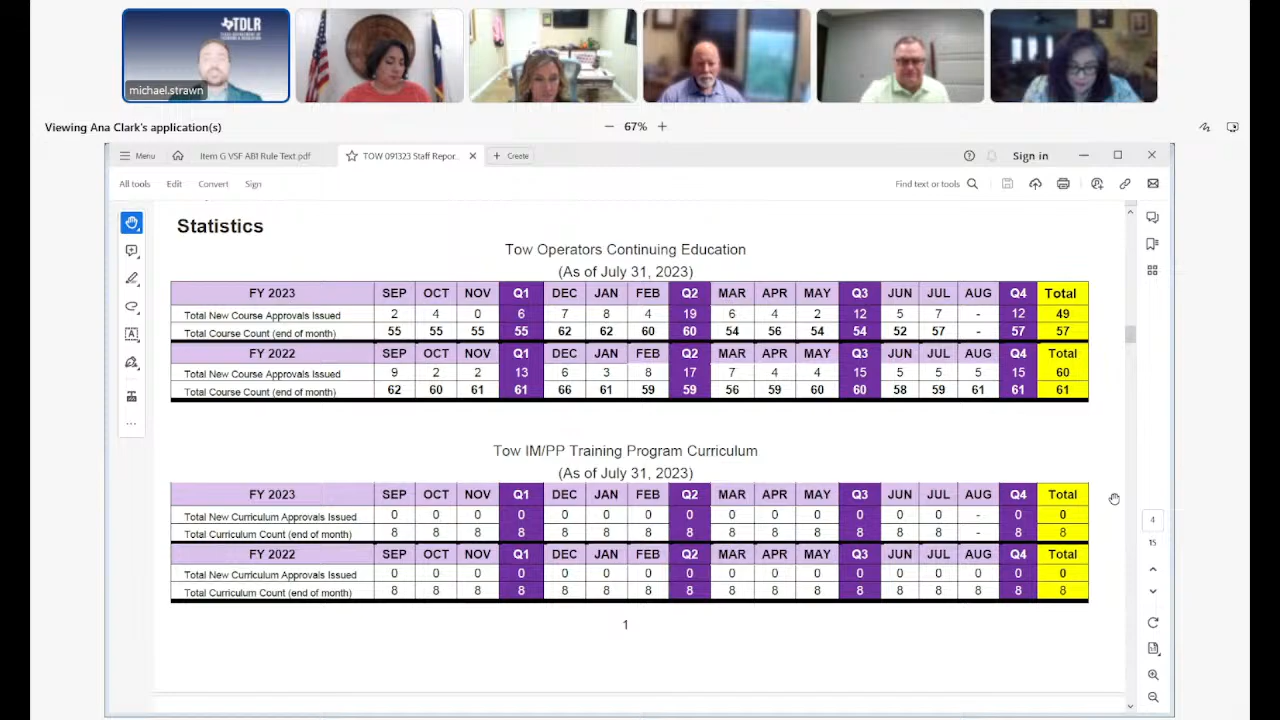 TDLR
TEXAS DEPARTMENT OF
LICENSING & REGULATION
michael.strawn
Viewing Ana Clark's application(s)
67%
Menu
Item G VSF AB1 Rule Text.pdf
TOW 091323 Staff Repor...
Create
Sign in
All tools Edit Convert Sign
Find text or tools
Statistics
Tow Operators Continuing Education
(As of July 31, 2023)
FY 2023 SEP OCT NOV Q1 DEC JAN FEB Q2 MAR APR MAY Q3 JUN JUL AUG Q4 Total
Total New Course Approvals Issued 2 4 0 6 7 8 4 19 6 4 2 12 5 7 - 12 49
Total Course Count (end of month) 55 55 55 55 62 62 60 60 54 56 54 54 52 57 - 57 57
FY 2022 SEP OCT NOV Q1 DEC JAN FEB Q2 MAR APR MAY Q3 JUN JUL AUG Q4 Total
Total New Course Approvals Issued 9 2 2 13 6 3 8 17 7 4 4 15 5 5 5 15 60
Total Course Count (end of month) 62 60 61 61 66 61 59 59 56 59 60 60 58 59 61 61 61
Tow IM/PP Training Program Curriculum
(As of July 31, 2023)
FY 2023 SEP OCT NOV Q1 DEC JAN FEB Q2 MAR APR MAY Q3 JUN JUL AUG Q4 Total
Total New Curriculum Approvals Issued 0 0 0 0 0 0 0 0 0 0 0 0 0 0 - 0 0
Total Curriculum Count (end of month) 8 8 8 8 8 8 8 8 8 8 8 8 8 8 - 8 8
FY 2022 SEP OCT NOV Q1 DEC JAN FEB Q2 MAR APR MAY Q3 JUN JUL AUG Q4 Total
Total New Curriculum Approvals Issued 0 0 0 0 0 0 0 0 0 0 0 0 0 0 0 0 0
Total Curriculum Count (end of month) 8 8 8 8 8 8 8 8 8 8 8 8 8 8 8 8 8
1
4
15